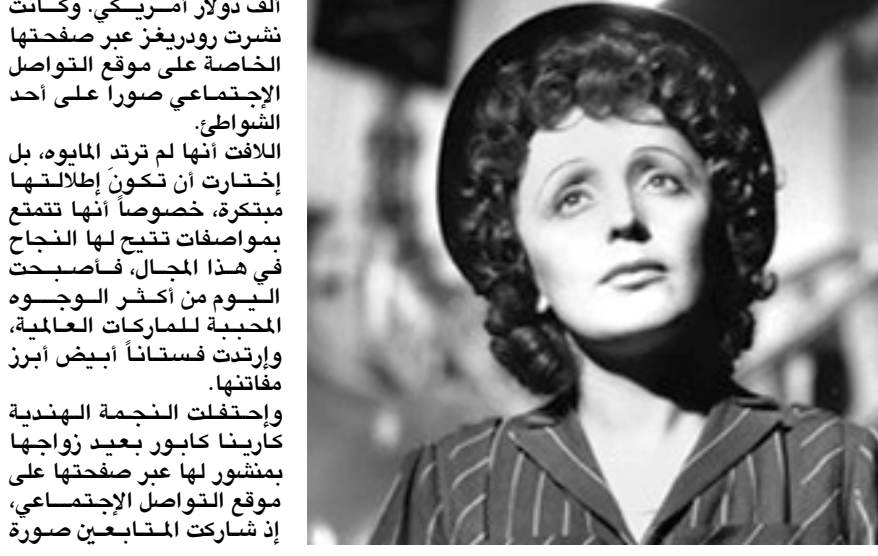 ألف دولار أمريكي. وكانت
نشرت رودريغز عبر صفحتها
الخاصة على موقع التواصل
الإجتماعي صورا على أحد
الشواطئ.
اللافت أنها لم ترتد المايوه، بل
إختارت أن تكونَ إطلالتها
مبتكرة، خصوصاً أنها تتمتع
بمواصفات تتيح لها النجاح
في هذا المجال، فأصبحت
اليوم من أكثر الوجوه
المحببة للماركات العالمية،
وإرتدت فستاناً أبيض أبرز
مفاتنها.
وإحتفلت النجمة الهندية
كارينا كابور بعيد زواجها
بمنشور لها عبر صفحتها على
موقع التواصل الإجتماعي،
إذ شاركت المتابعين صورة